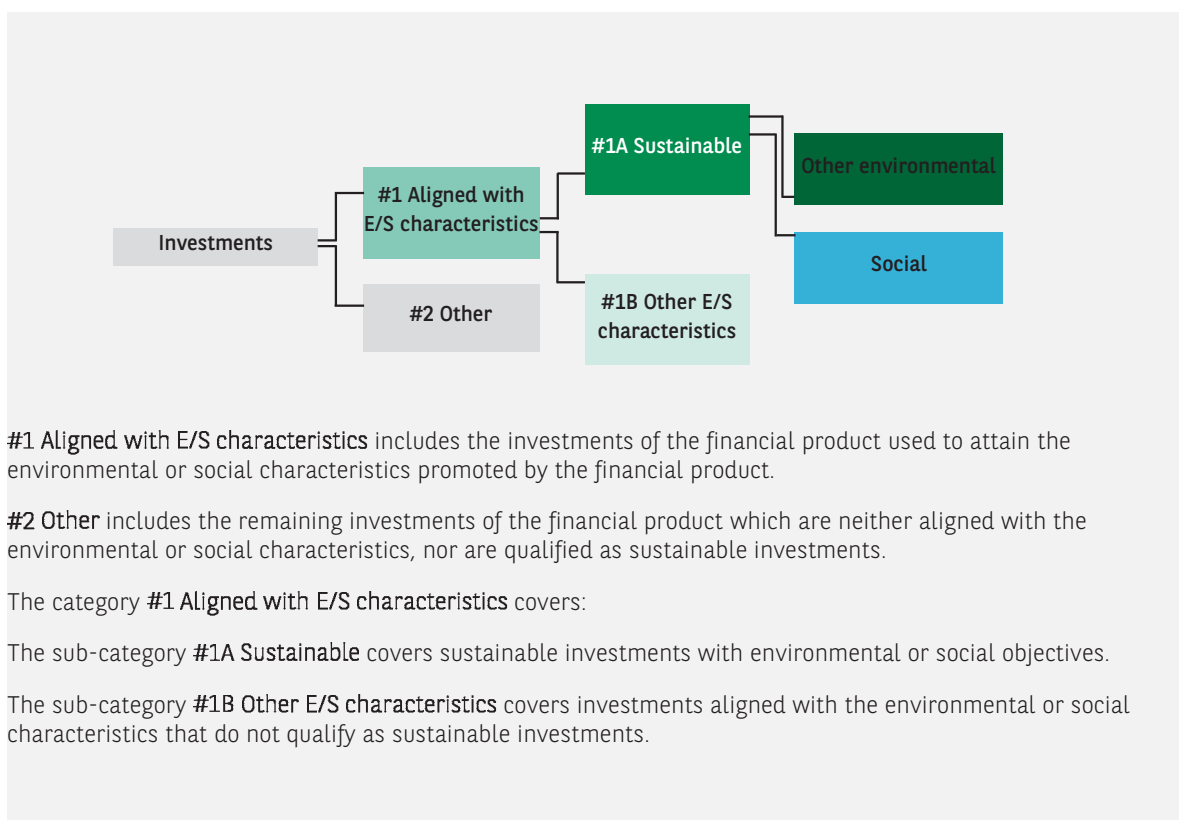 #1A Sustainable
Other environmental
#1 Aligned with
E/S characteristics
Investments
Social
#2 Other
#1B Other E/S
characteristics
#1 Aligned with E/S characteristics includes the investments of the financial product used to attain the
environmental or social characteristics promoted by the financial product.
#2 Other includes the remaining investments of the financial product which are neither aligned with the
environmental or social characteristics, nor are qualified as sustainable investments.
The category #1 Aligned with E/S characteristics covers:
The sub-category #1A Sustainable covers sustainable investments with environmental or social objectives.
The sub-category #1B Other E/S characteristics covers investments aligned with the environmental or social
characteristics that do not qualify as sustainable investments.